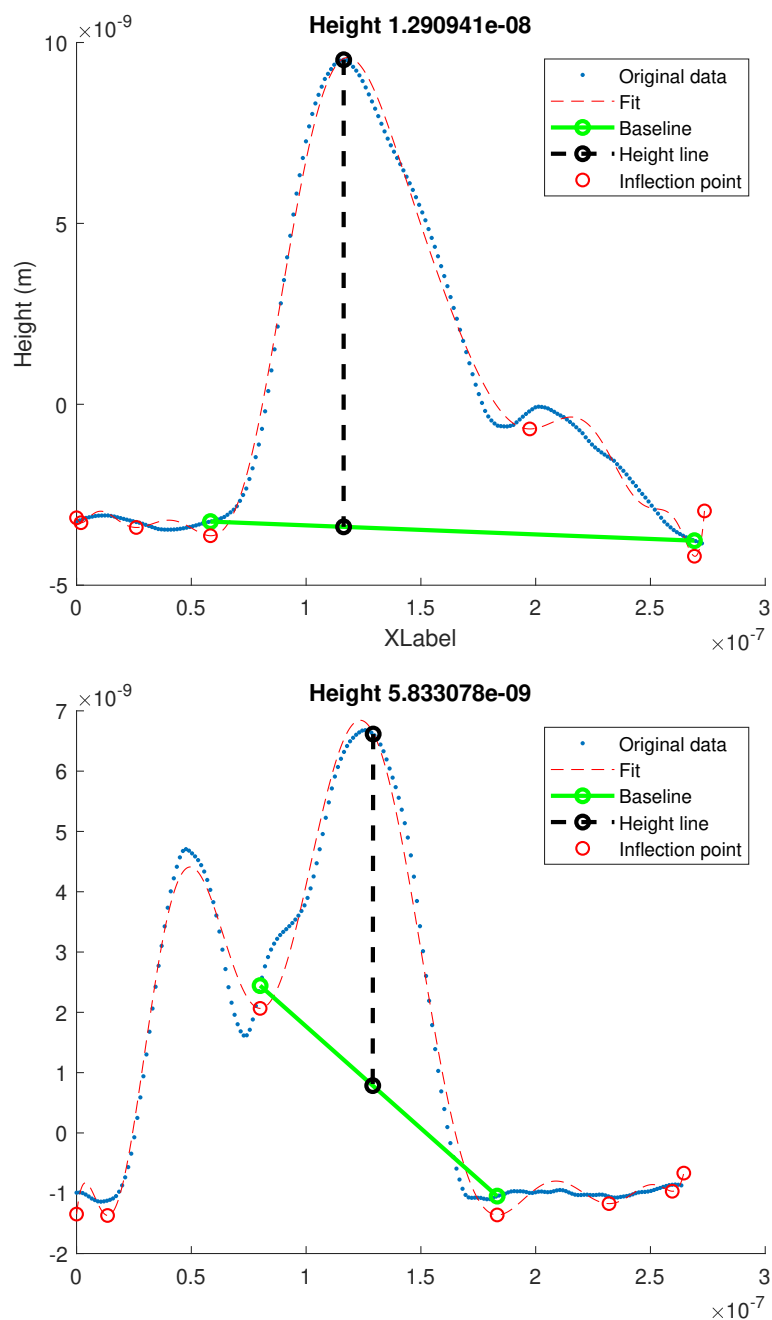 ×10^-9
Height 1.290941e-08
10
5
0
-5
Height (m)
Original data
Fit
Baseline
Height line
Inflection point
0 0.5 1 1.5 2 2.5 3
XLabel
×10^-7
×10^-9
Height 5.833078e-09
7
6
5
4
3
2
1
0
-1
-2
Original data
Fit
Baseline
Height line
Inflection point
0 0.5 1 1.5 2 2.5 3
×10^-7